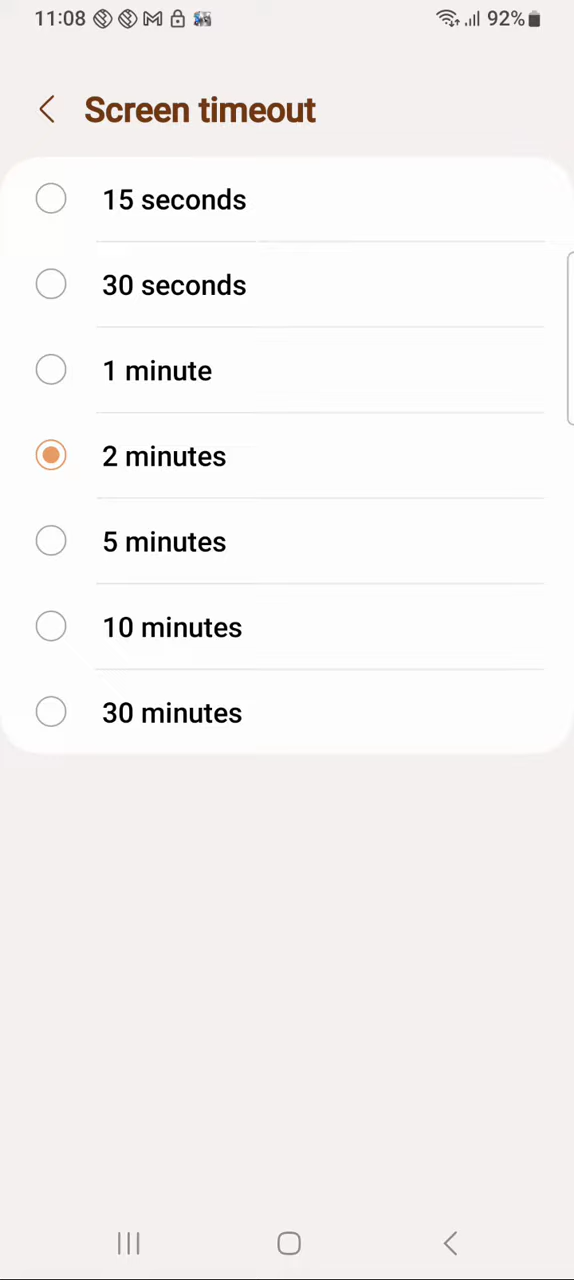 11:08 92%
Screen timeout
15 seconds
30 seconds
1 minute
2 minutes
5 minutes
10 minutes
30 minutes